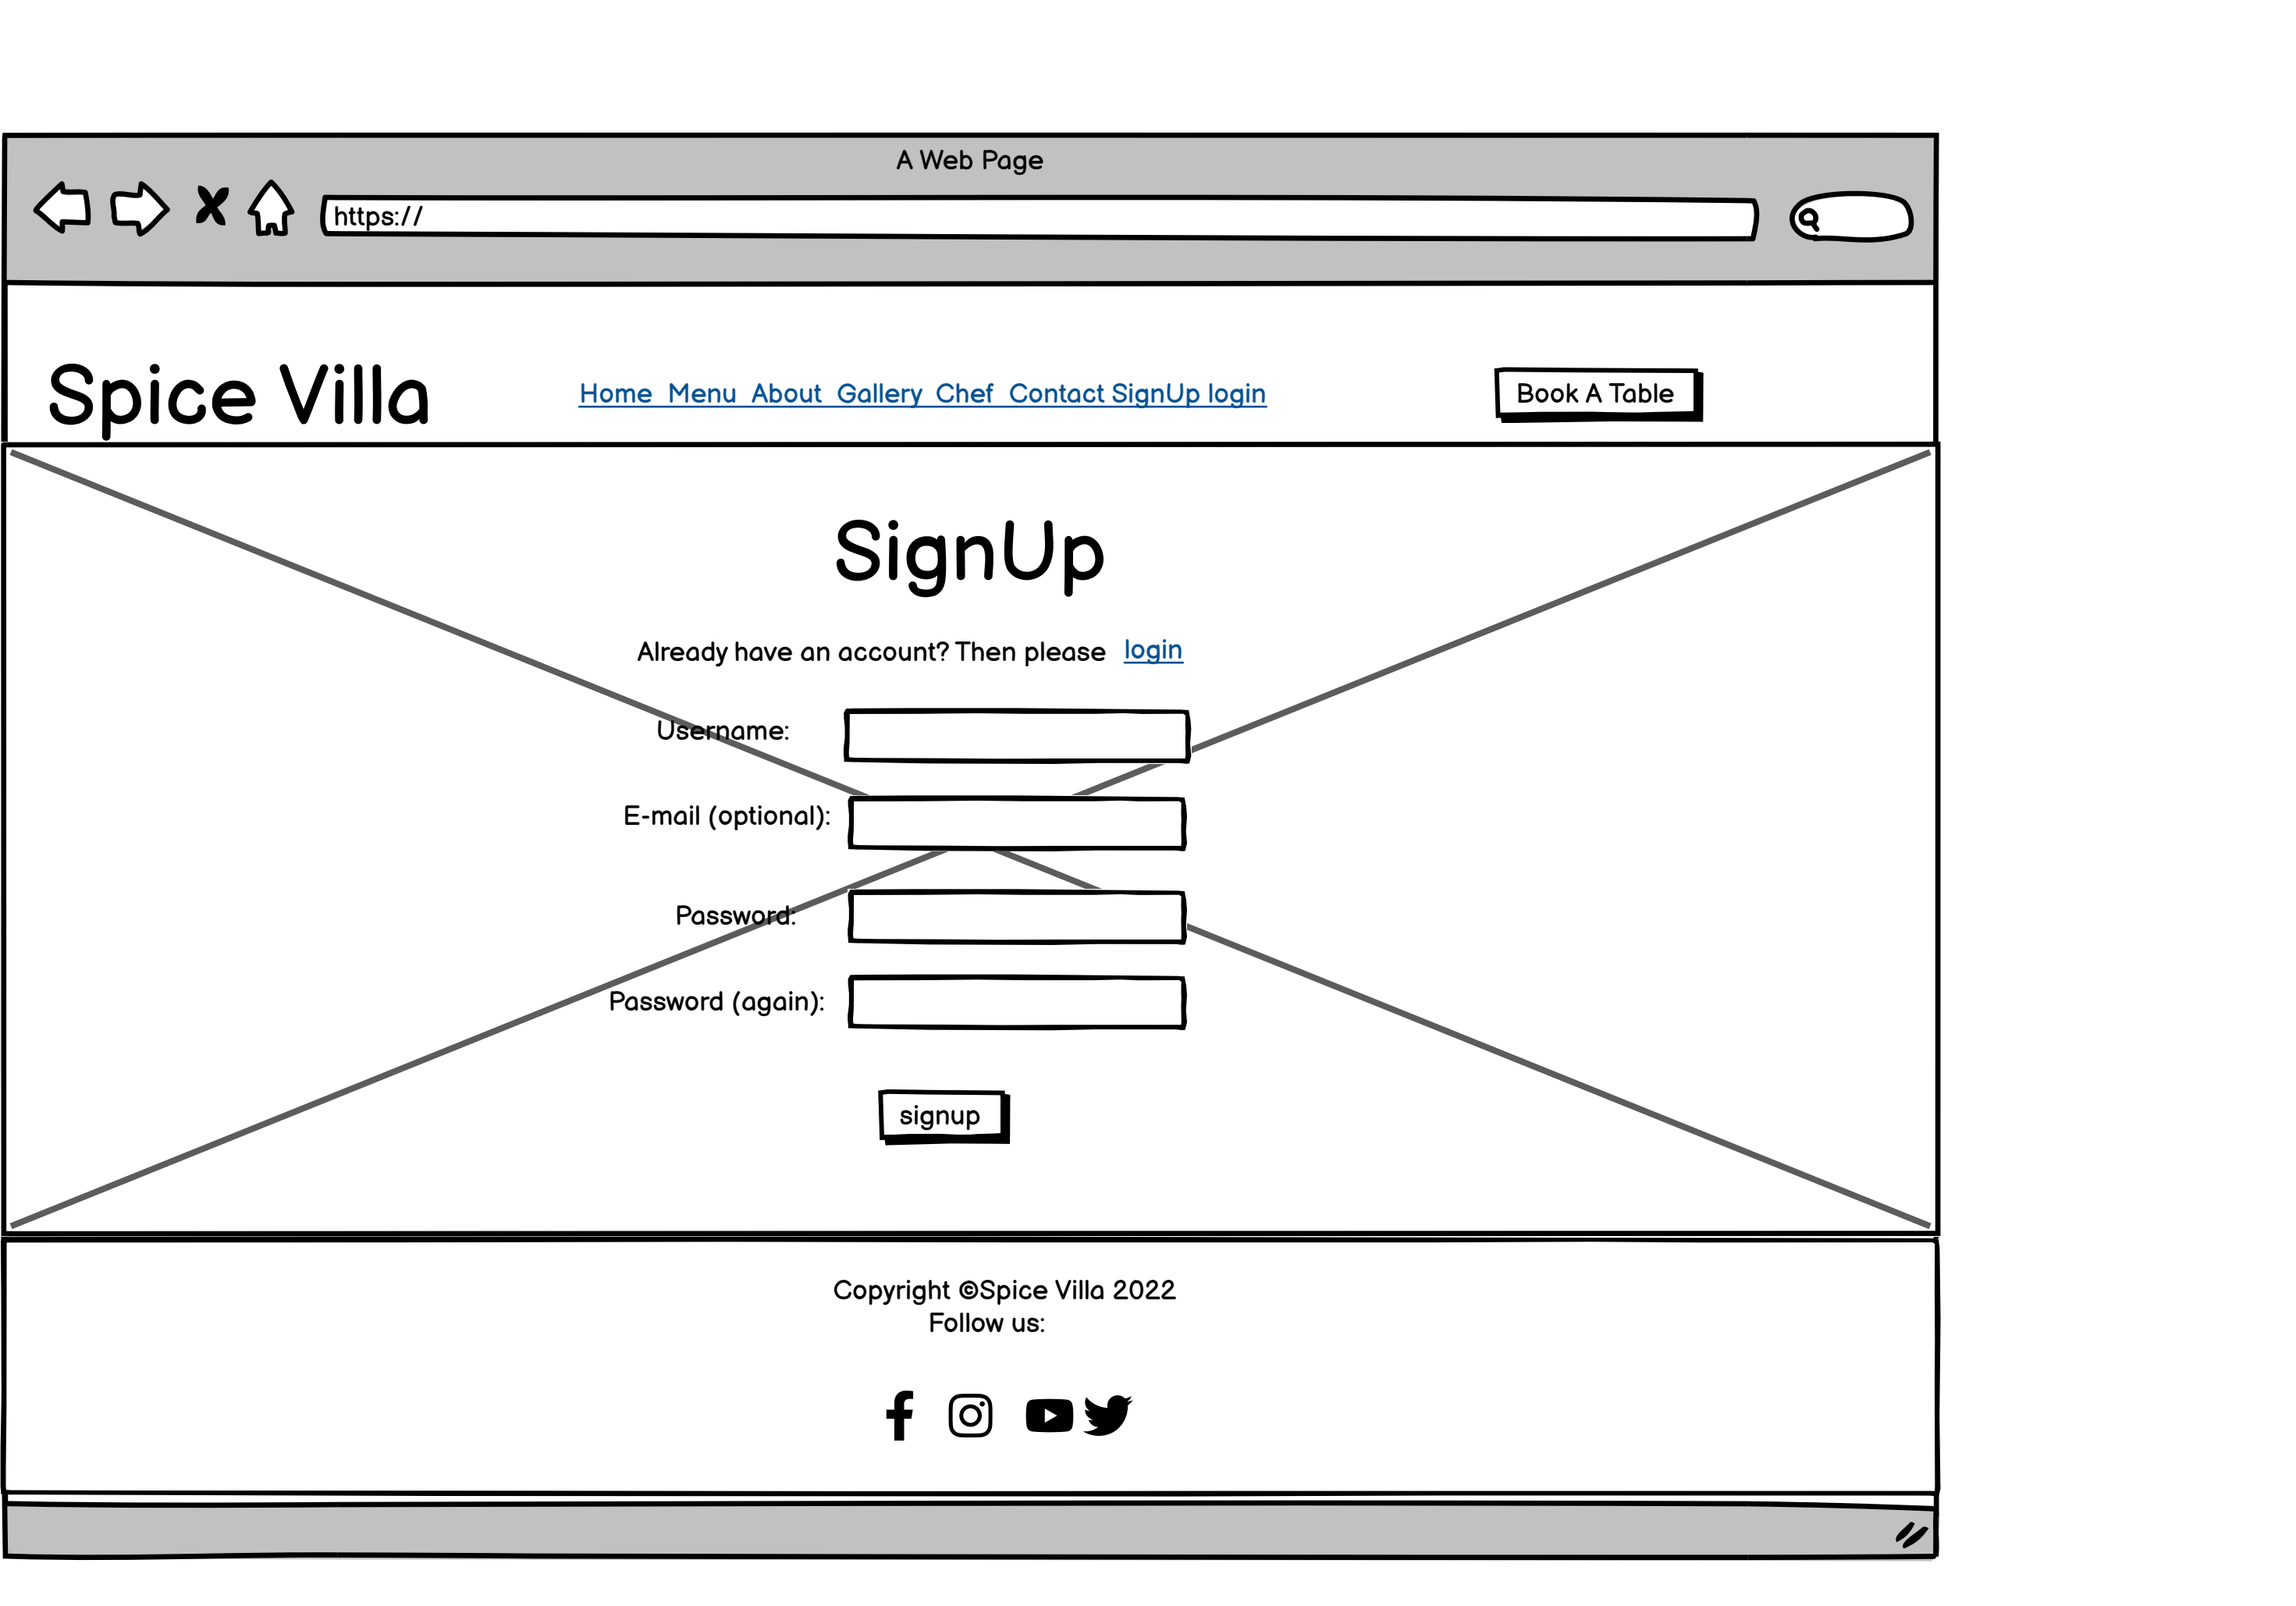 A Web Page
https://
Spice Villa
Home Menu About Gallery Chef Contact SignUp login
Book A Table
SignUp
Already have an account? Then please login
Username:
E-mail (optional):
Password:
Password (again):
signup
Copyright ©Spice Villa 2022
Follow us: